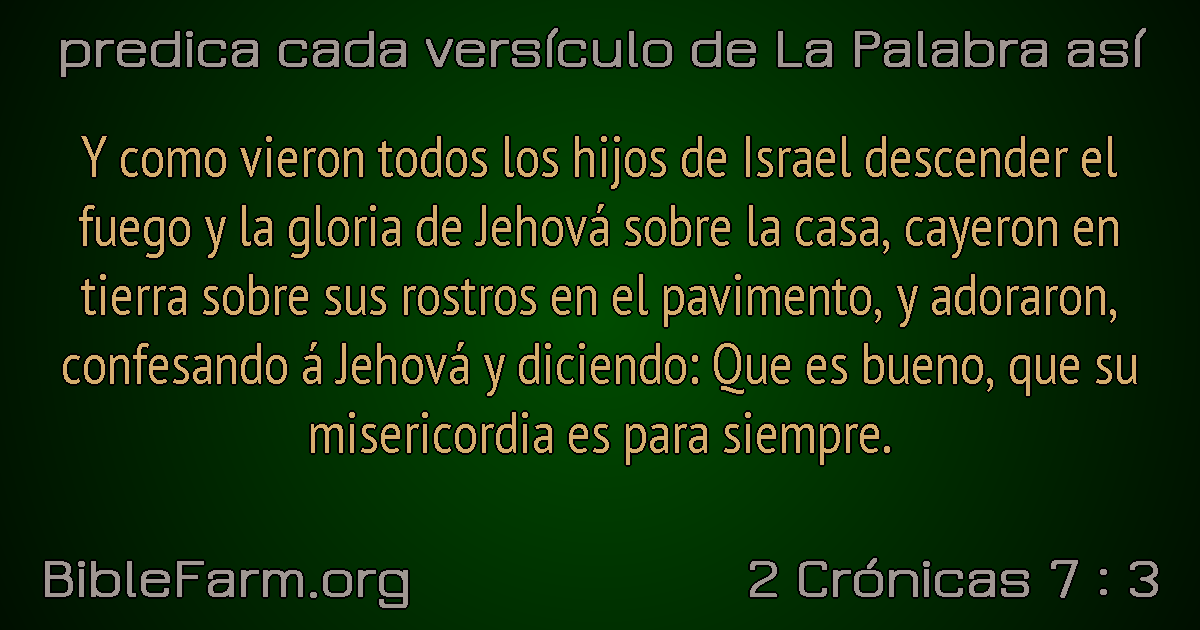 predica cada versículo de La Palabra así
Y como vieron todos los hijos de Israel descender el
fuego y la gloria de Jehová sobre la casa, cayeron en
tierra sobre sus rostros en el pavimento, y adoraron,
confesando á Jehová y diciendo: Que es bueno, que su
misericordia es para siempre.
BibleFarm.org
2 Crónicas 7 : 3